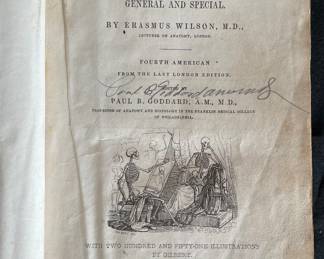 GENERAL AND SPECIAL.
BY ERASMUS WILSON, M.D.,
LECTURER ON ANATOMY, LONDON.
FOURTH AMERICAN
FROM THE LAST LONDON EDITION.
Paul B Goddard
PAUL B. GODDARD, A.M., M.D.,
PROFESSOR OF ANATOMY AND HISTOLOGY IN THE FRANKLIN MEDICAL COLLEGE
OF PHILADELPHIA.
WITH TWO HUNDRED AND FIFTY-ONE ILLUSTRATIONS
BY GILBERT.